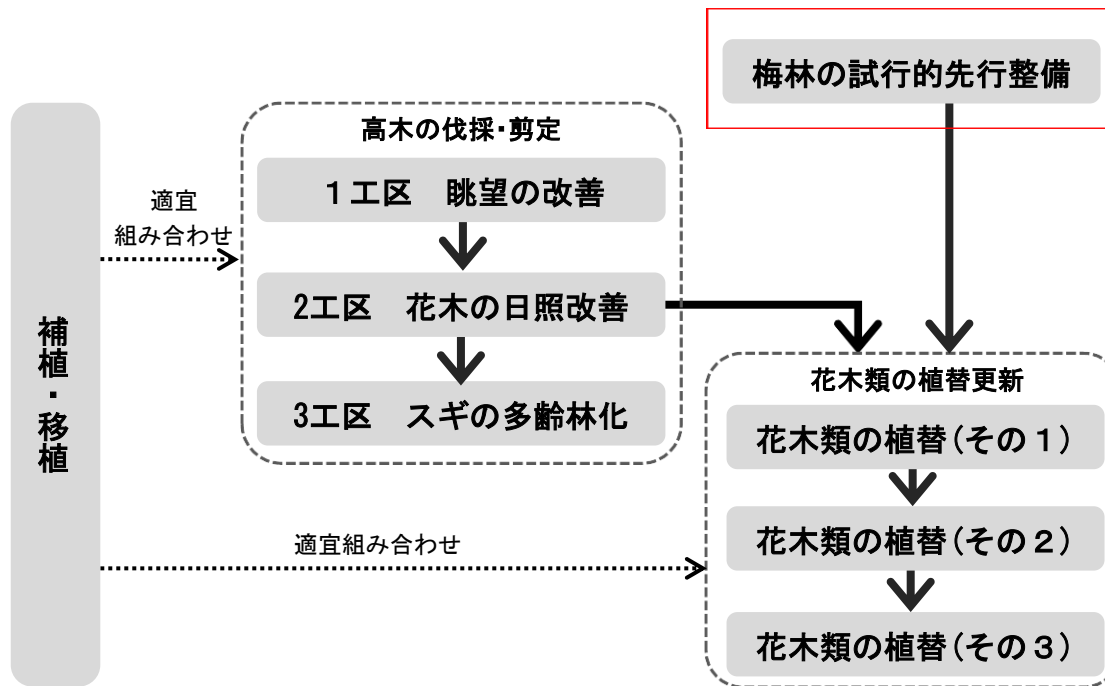 梅林の試行的先行整備
高木の伐採・剪定
１工区　眺望の改善
適宜
組み合わせ
2工区　花木の日照改善
補植・移植
花木類の植替更新
3工区　スギの多齢林化
花木類の植替（その１）
適宜組み合わせ
花木類の植替（その２）
花木類の植替（その３）